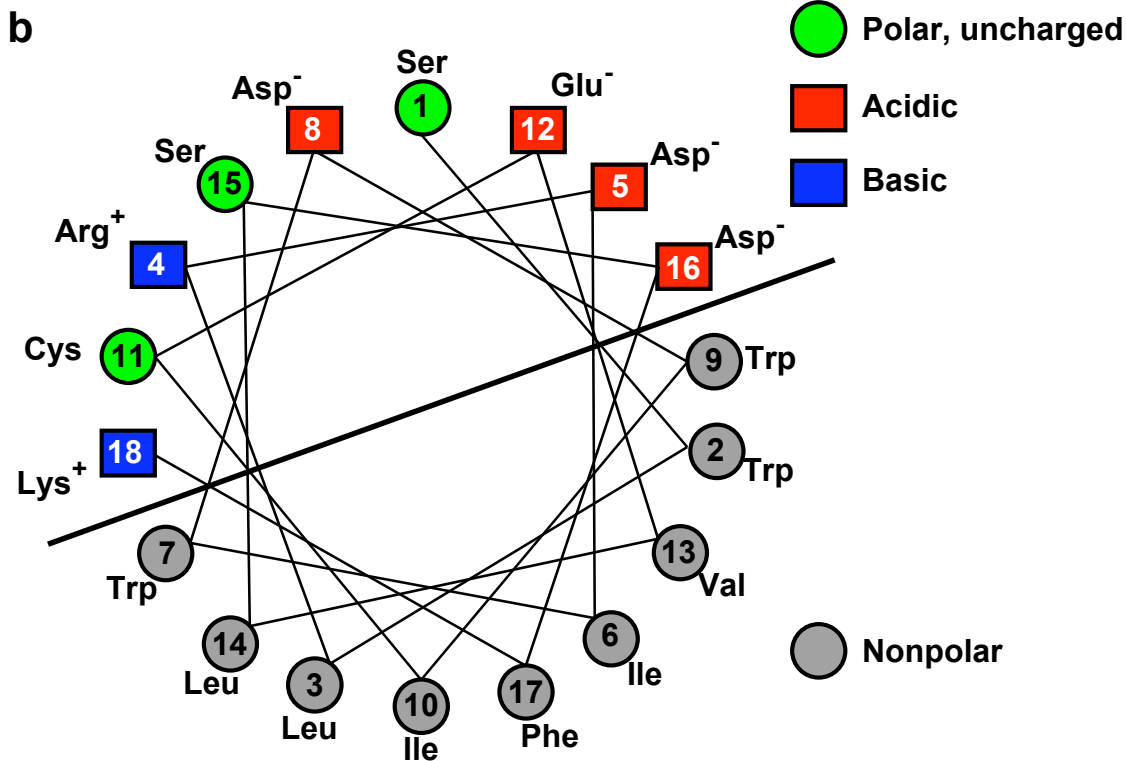 b
Polar, uncharged
Acidic
Basic
Ser
1
Glu-
12
Asp-
8
Asp-
5
Ser
15
Asp-
16
Arg+
4
Cys
11
Trp
9
Trp
2
Lys+
18
Trp
7
Val
13
Leu
14
Ile
6
Leu
3
Ile
10
Phe
17
Nonpolar